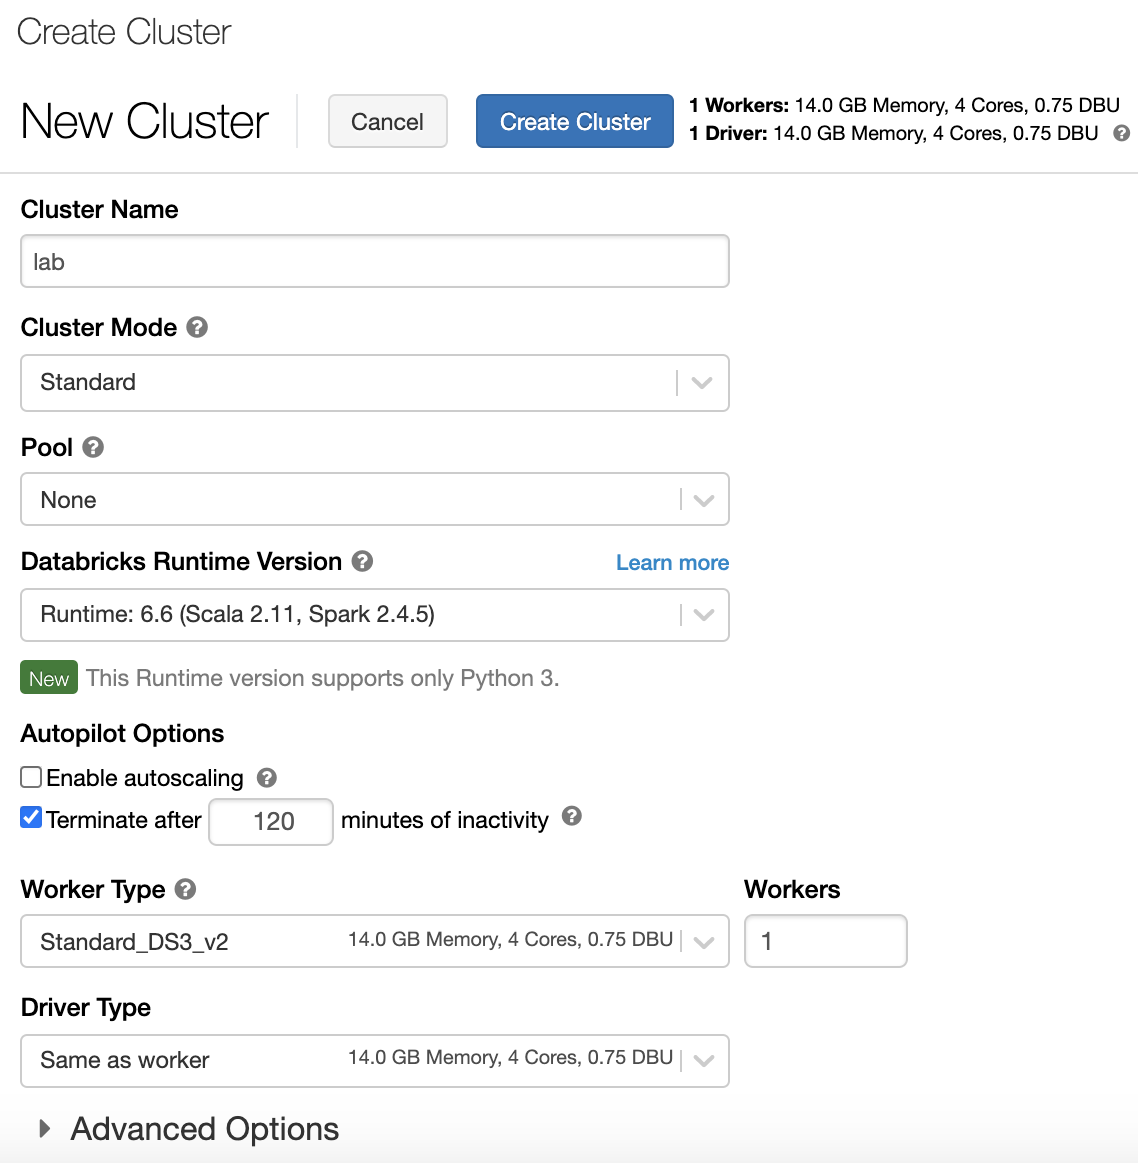 Create Cluster
New Cluster
Cancel
Create Cluster
1 Workers: 14.0 GB Memory, 4 Cores, 0.75 DBU
1 Driver: 14.0 GB Memory, 4 Cores, 0.75 DBU ?
Cluster Name
lab
Cluster Mode ?
Standard
Pool ?
None
Databricks Runtime Version ? Learn more
Runtime: 6.6 (Scala 2.11, Spark 2.4.5)
New This Runtime version supports only Python 3.
Autopilot Options
Enable autoscaling ?
Terminate after 120 minutes of inactivity ?
Worker Type ? Workers
Standard_DS3_v2 14.0 GB Memory, 4 Cores, 0.75 DBU 1
Driver Type
Same as worker 14.0 GB Memory, 4 Cores, 0.75 DBU
Advanced Options